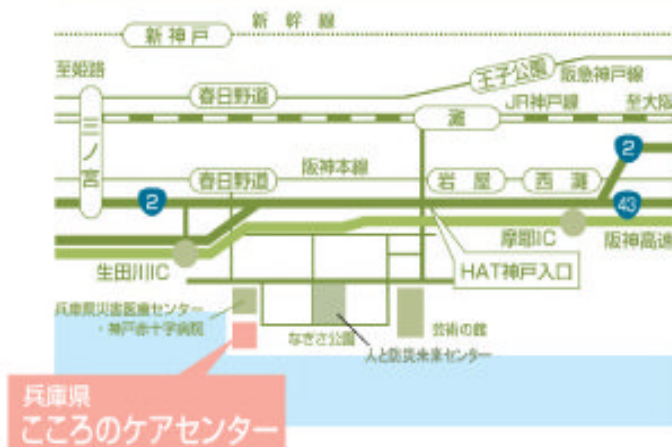 新幹線
新神戸
至姫路
王子公園
阪急神戸線
春日野道
JR神戸線
至大阪
三ノ宮
灘
2
阪神本線
春日野道
岩屋
西灘
2
43
摩耶IC
阪神高速
生田川IC
HAT神戸入口
兵庫県災害医療センター
・神戸赤十字病院
なぎさ公園
芸術の館
人と防災未来センター
兵庫県
こころのケアセンター